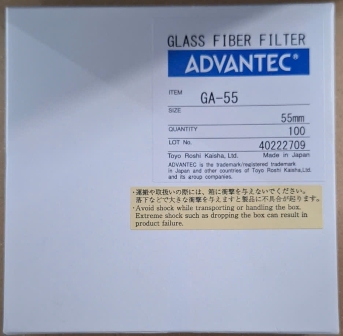 GLASS FIBER FILTER
ADVANTEC®
ITEM GA-55
SIZE 55mm
QUANTITY 100
LOT No. 40222709
Toyo Roshi Kaisha, Ltd. Made in Japan
ADVANTEC is the trademark/registered trademark
in Japan and other countries of Toyo Roshi Kaisha, Ltd.
and its group companies.
・運搬や取扱いの際には、箱に衝撃を与えないでください。
落下などで大きな衝撃を与えますと製品に不具合が起ります。
・Avoid shock while transporting or handling the box.
Extreme shock such as dropping the box can result in
product failure.